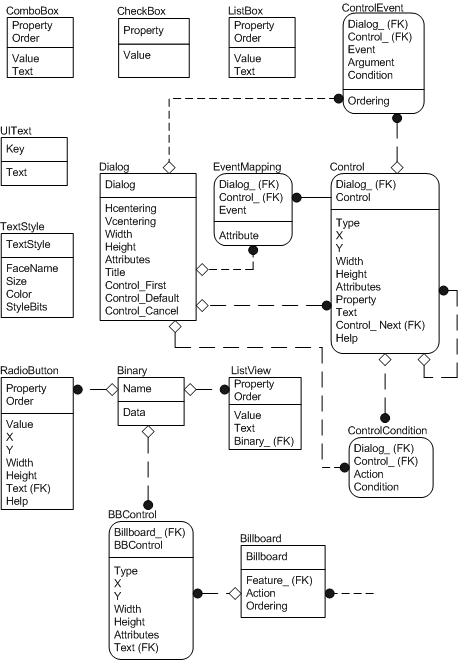 ComboBox
Property
Order
Value
Text
CheckBox
Property
Value
ListBox
Property
Order
Value
Text
ControlEvent
Dialog_ (FK)
Control_ (FK)
Event
Argument
Condition
Ordering
UIText
Key
Text
Dialog
Dialog
Hcentering
Vcentering
Width
Height
Attributes
Title
Control_First
Control_Default
Control_Cancel
EventMapping
Dialog_ (FK)
Control_ (FK)
Event
Attribute
Control
Dialog_ (FK)
Control
Type
X
Y
Width
Height
Attributes
Property
Text
Control_ Next (FK)
Help
TextStyle
TextStyle
FaceName
Size
Color
StyleBits
RadioButton
Property
Order
Value
X
Y
Width
Height
Text (FK)
Help
Binary
Name
Data
ListView
Property
Order
Value
Text
Binary_ (FK)
ControlCondition
Dialog_ (FK)
Control_ (FK)
Action
Condition
BBControl
Billboard_ (FK)
BBControl
Type
X
Y
Width
Height
Attributes
Text (FK)
Billboard
Billboard
Feature_ (FK)
Action
Ordering